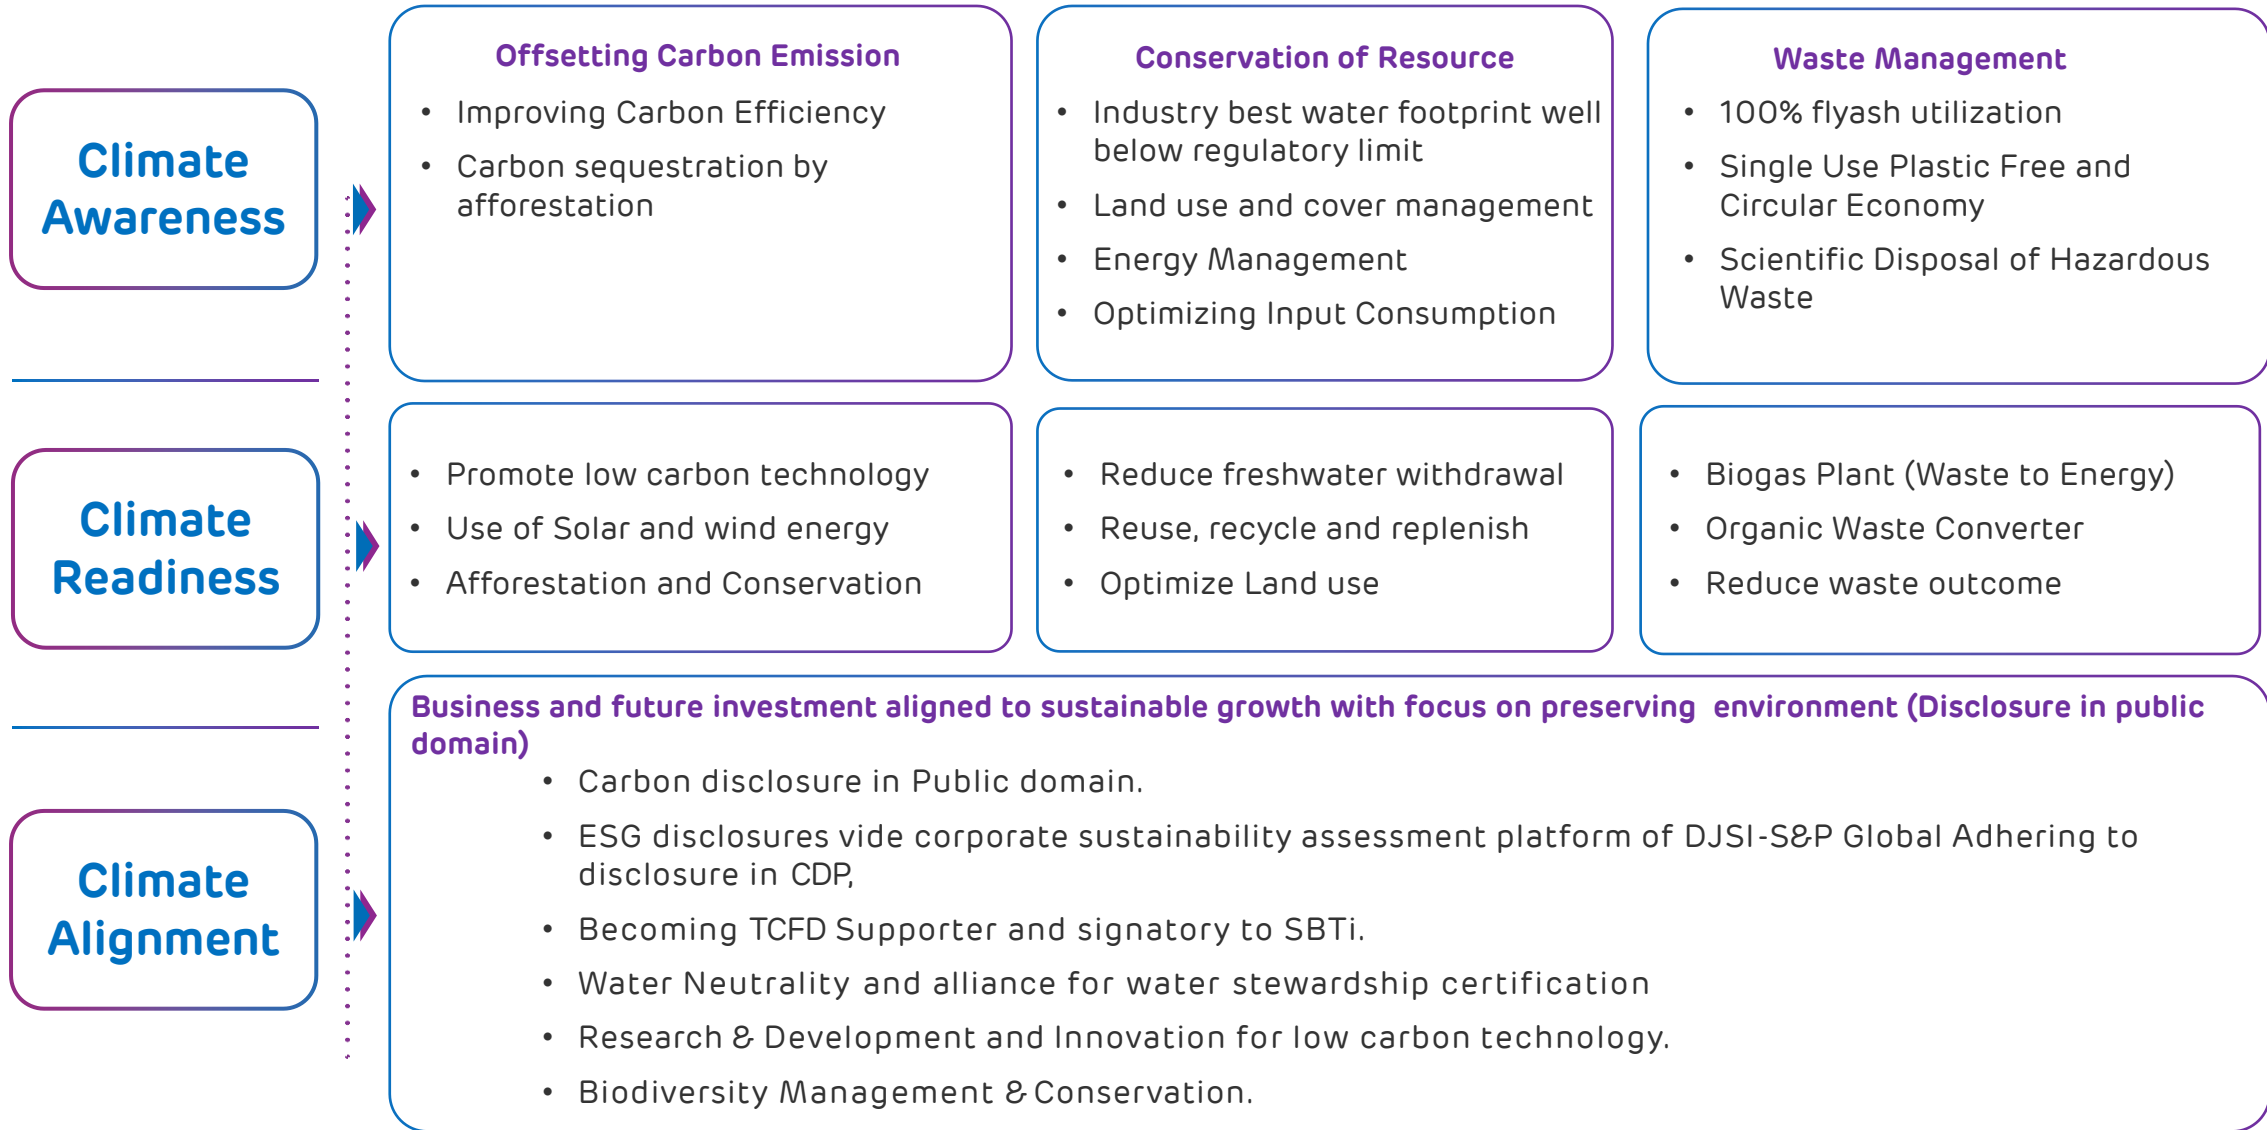 Climate
Awareness
Offsetting Carbon Emission
• Improving Carbon Efficiency
• Carbon sequestration by
afforestation
Conservation of Resource
• Industry best water footprint well
below regulatory limit
• Land use and cover management
• Energy Management
• Optimizing Input Consumption
Waste Management
• 100% flyash utilization
• Single Use Plastic Free and
Circular Economy
• Scientific Disposal of Hazardous
Waste
Climate
Readiness
• Promote low carbon technology
• Use of Solar and wind energy
• Afforestation and Conservation
• Reduce freshwater withdrawal
• Reuse, recycle and replenish
• Optimize Land use
• Biogas Plant (Waste to Energy)
• Organic Waste Converter
• Reduce waste outcome
Climate
Alignment
Business and future investment aligned to sustainable growth with focus on preserving environment (Disclosure in public
domain)
• Carbon disclosure in Public domain.
• ESG disclosures vide corporate sustainability assessment platform of DJSI-S&P Global Adhering to
disclosure in CDP,
• Becoming TCFD Supporter and signatory to SBTi.
• Water Neutrality and alliance for water stewardship certification
• Research & Development and Innovation for low carbon technology.
• Biodiversity Management & Conservation.